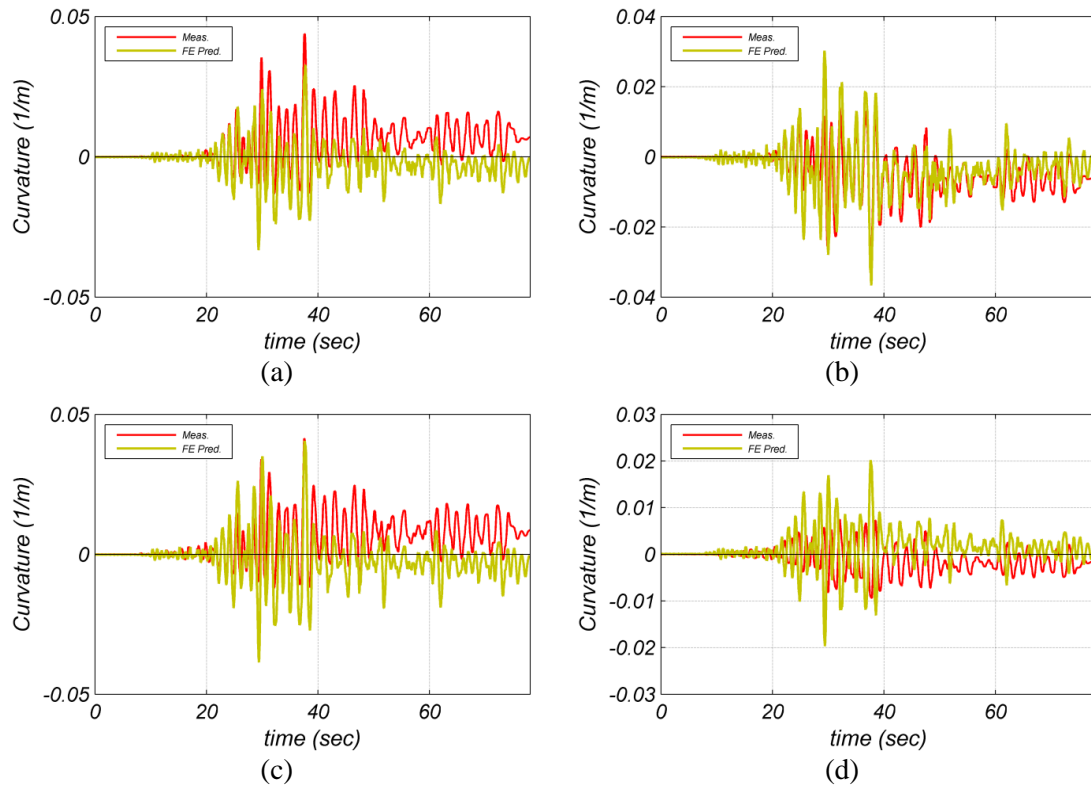 0.05
Meas.
FE Pred.
Curvature (1/m)
0
-0.05
0 20 40 60
time (sec)
(a)
0.04
Meas.
FE Pred.
0.02
Curvature (1/m)
0
-0.02
-0.04
0 20 40 60
time (sec)
(b)
0.05
Meas.
FE Pred.
Curvature (1/m)
0
-0.05
0 20 40 60
time (sec)
(c)
0.03
Meas.
FE Pred.
0.02
0.01
Curvature (1/m)
0
-0.01
-0.02
-0.03
0 20 40 60
time (sec)
(d)